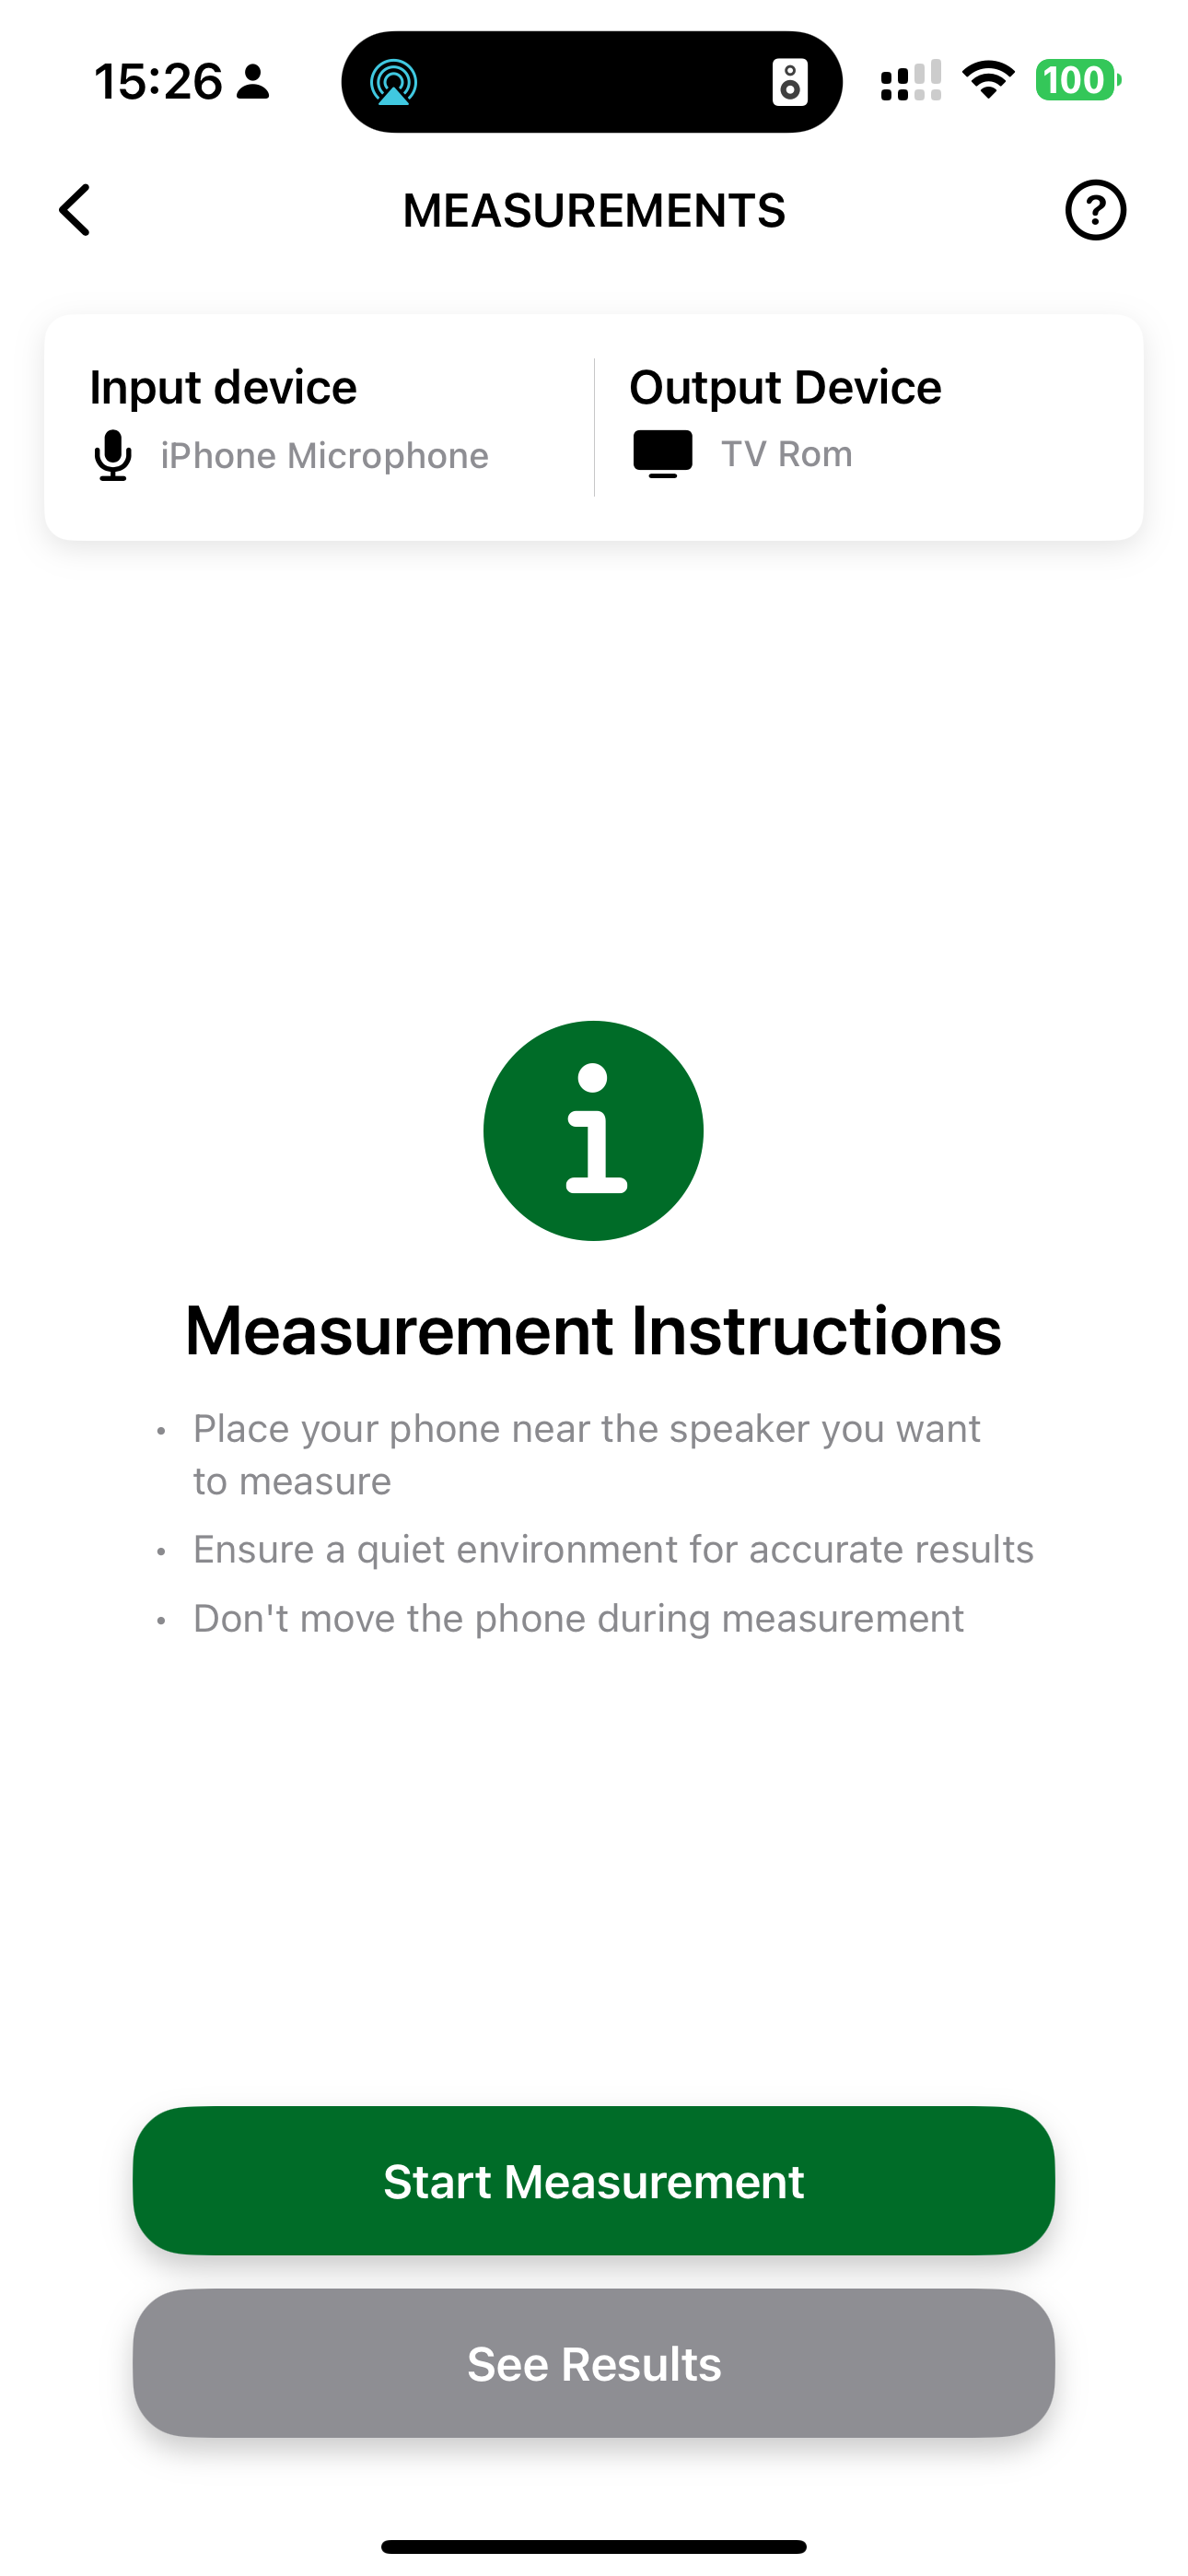 15:26
100
MEASUREMENTS
?
Input device
Output Device
iPhone Microphone
TV Rom
Measurement Instructions
• Place your phone near the speaker you want
to measure
• Ensure a quiet environment for accurate results
• Don't move the phone during measurement
Start Measurement
See Results